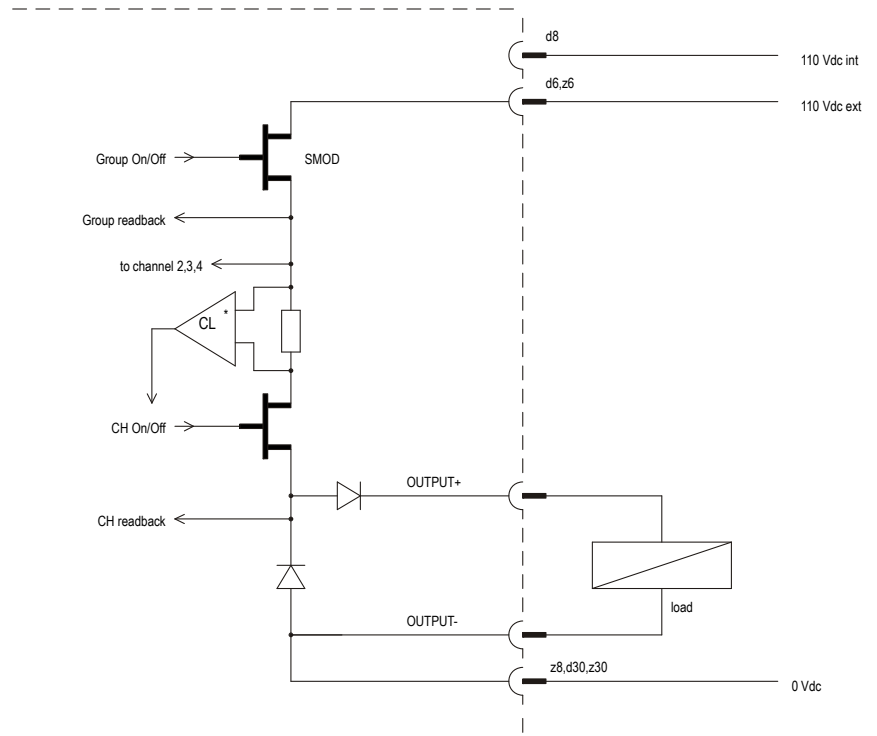 d8
110 Vdc int
d6,z6
110 Vdc ext
Group On/Off
SMOD
Group readback
to channel 2,3,4
CL *
CH On/Off
OUTPUT+
CH readback
load
OUTPUT-
z8,d30,z30
0 Vdc